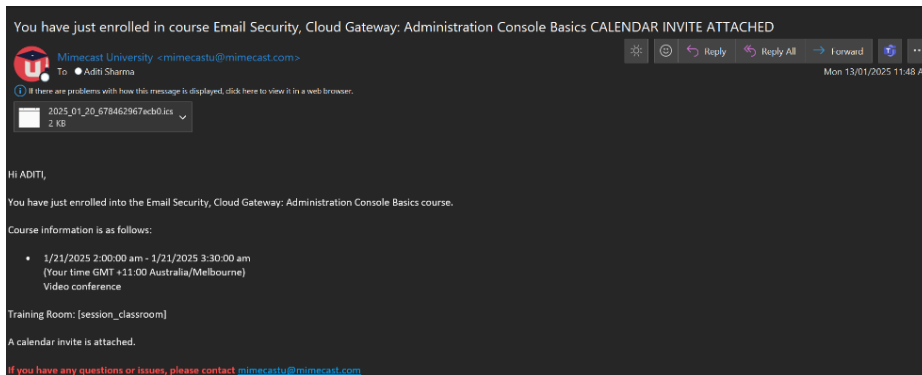 You have just enrolled in course Email Security, Cloud Gateway: Administration Console Basics CALENDAR INVITE ATTACHED
Mimecast University <mimecastu@mimecast.com>
To Aditi Sharma
Reply
Reply All
Forward
Mon 13/01/2025 11:48 A
If there are problems with how this message is displayed, click here to view it in a web browser.
2025_01_20_678462967ecb0.ics
2 KB
Hi ADITI,
You have just enrolled into the Email Security, Cloud Gateway: Administration Console Basics course.
Course information is as follows:
• 1/21/2025 2:00:00 am - 1/21/2025 3:30:00 am
(Your time GMT +11:00 Australia/Melbourne)
Video conference
Training Room: [session_classroom]
A calendar invite is attached.
If you have any questions or issues, please contact mimecastu@mimecast.com